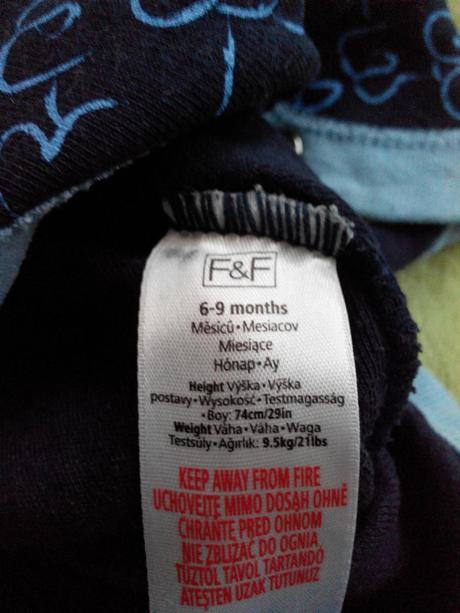 F&F
6-9 months
Měsíců•Mesiacov
Miesiące
Hónap•Ay
Height Výška•Výška
postavy•Wysokość•Testmagasság
•Boy: 74cm/29in
Weight Váha•Váha•Waga
Testsúly•Ağırlık: 9.5kg/21lbs
KEEP AWAY FROM FIRE
UCHOVEJTE MIMO DOSAH OHNĚ
CHRÁNTE PRED OHŇOM
NIE ZBLIŻAĆ DO OGNIA
TŰZTŐL TÁVOL TARTANDÓ
ATEŞTEN UZAK TUTUNUZ